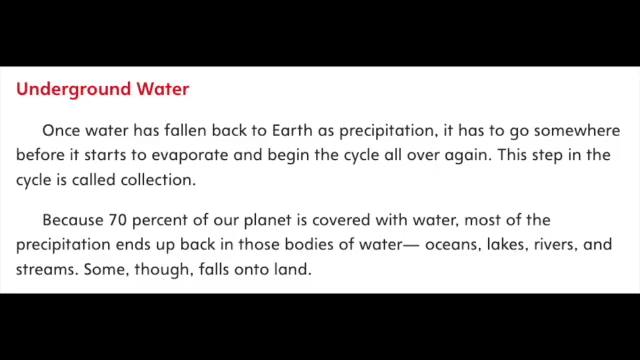 Underground Water
Once water has fallen back to Earth as precipitation, it has to go somewhere
before it starts to evaporate and begin the cycle all over again. This step in the
cycle is called collection.
Because 70 percent of our planet is covered with water, most of the
precipitation ends up back in those bodies of water— oceans, lakes, rivers, and
streams. Some, though, falls onto land.